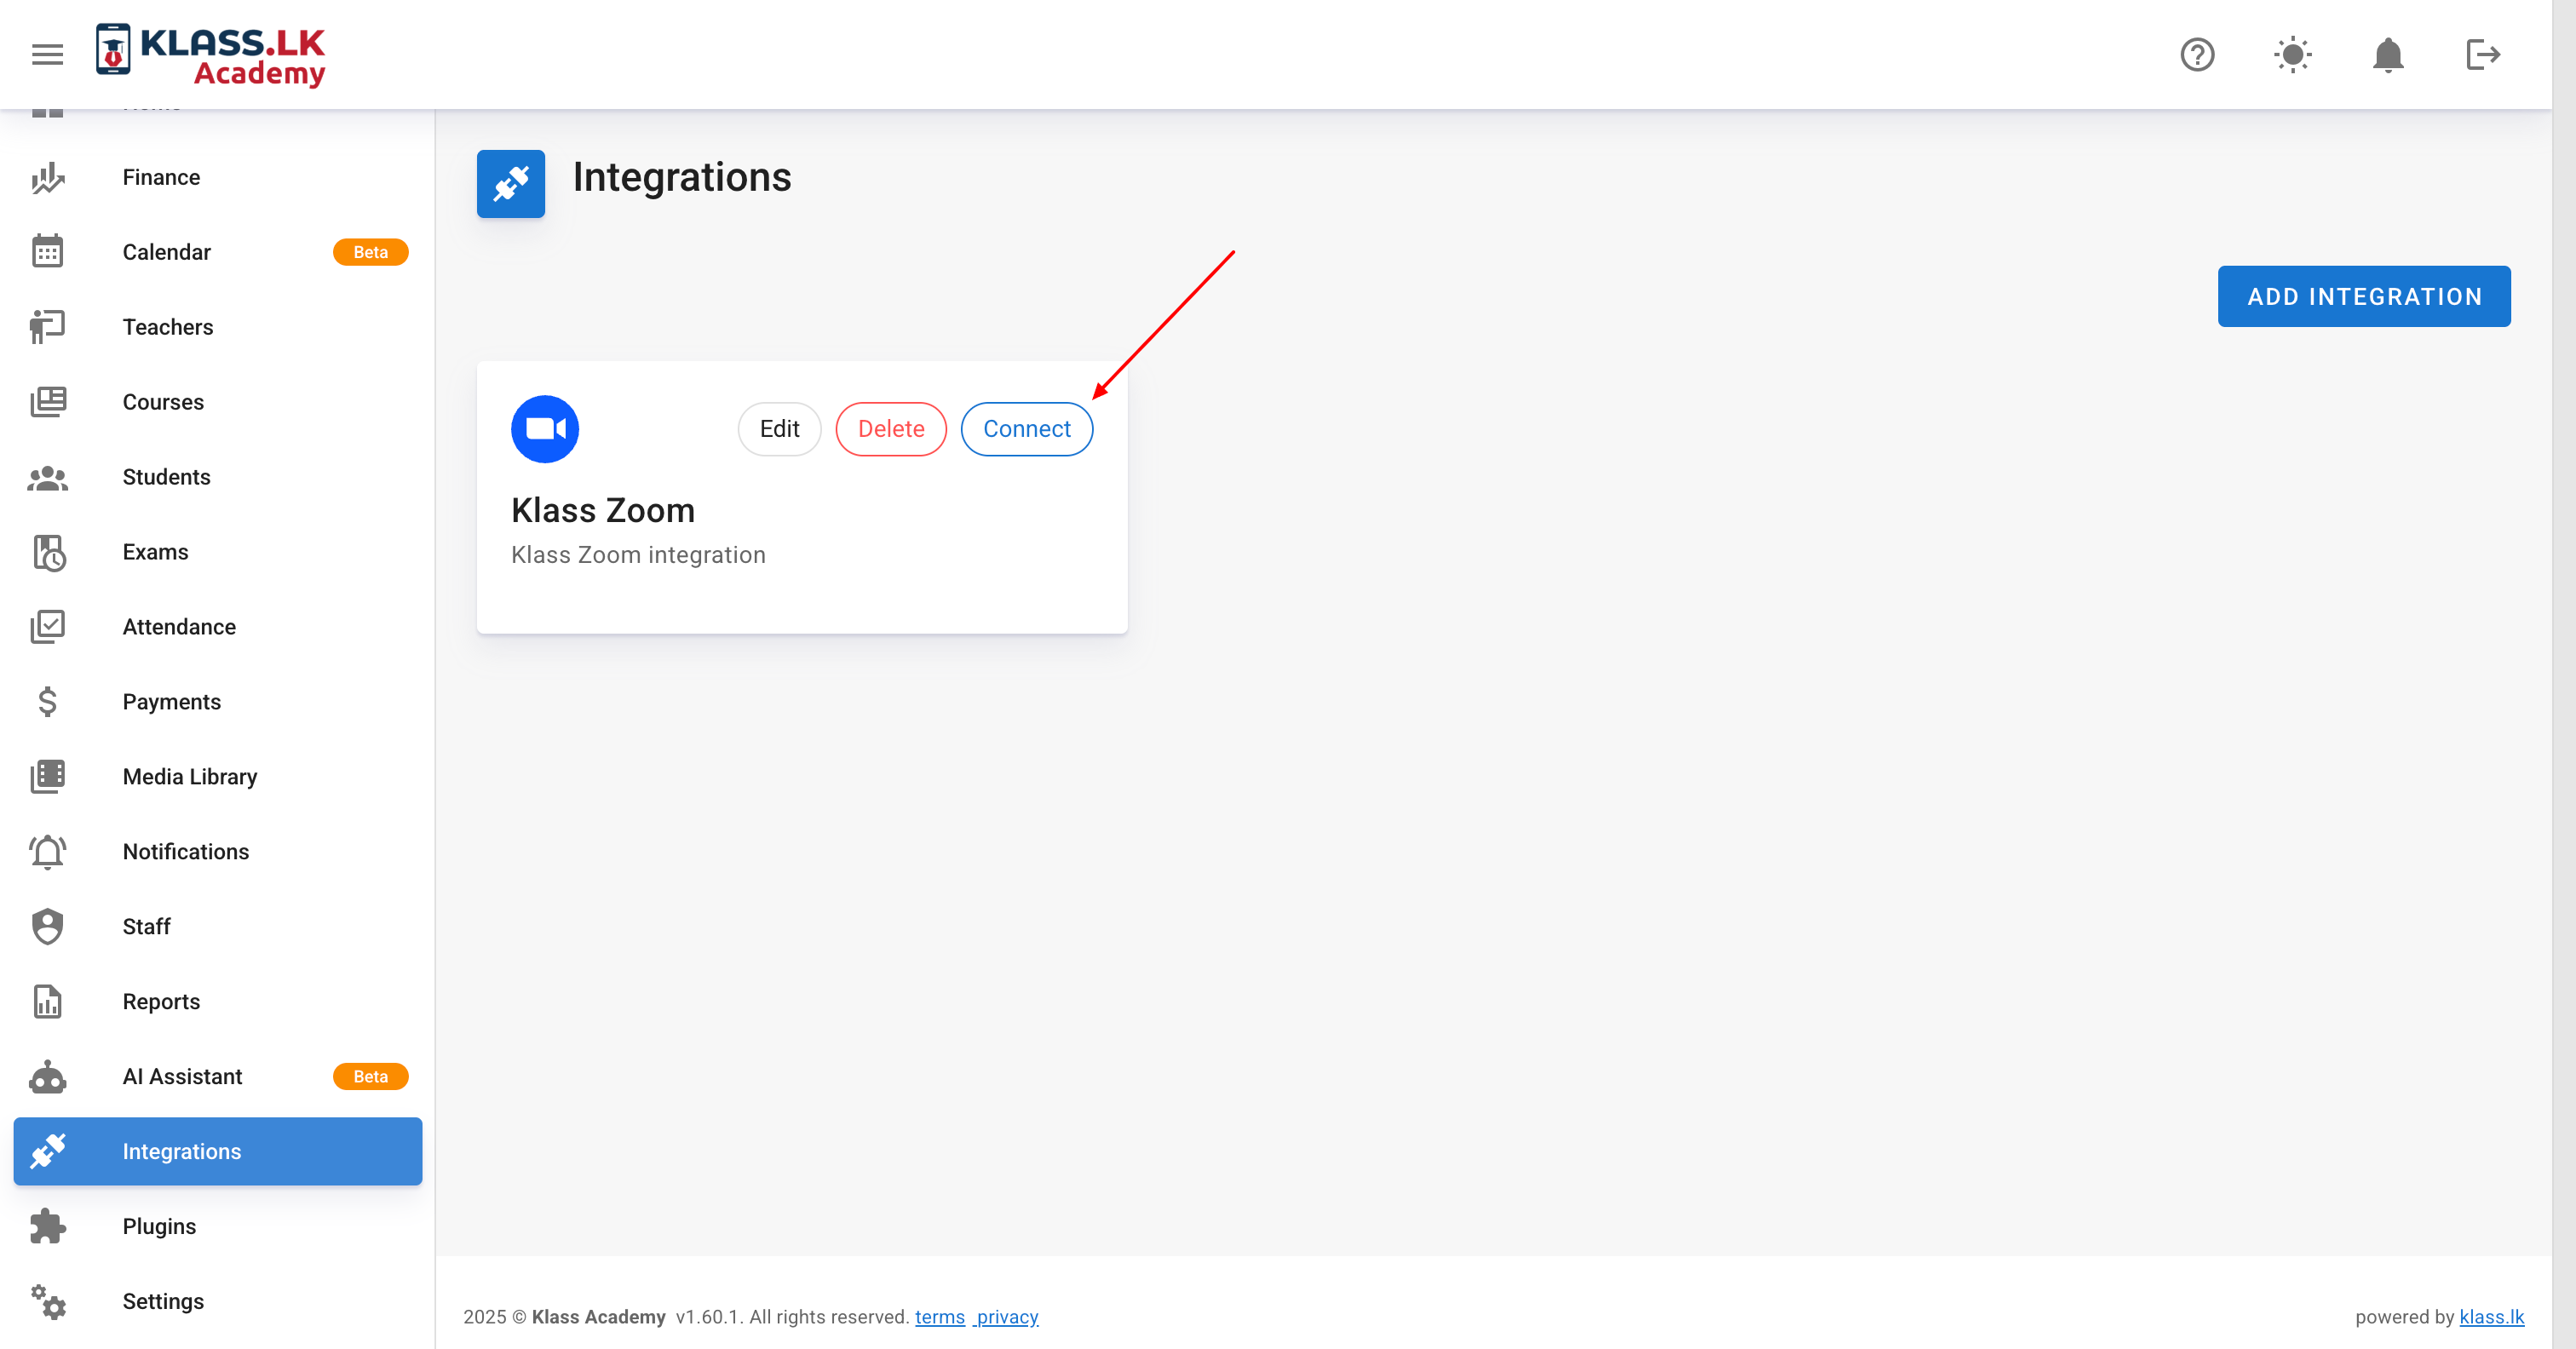 KLASS.LK
Academy
Finance
Calendar Beta
Teachers
Courses
Students
Exams
Attendance
Payments
Media Library
Notifications
Staff
Reports
AI Assistant Beta
Integrations
Plugins
Settings
Integrations
ADD INTEGRATION
Edit Delete Connect
Klass Zoom
Klass Zoom integration
2025 © Klass Academy v1.60.1. All rights reserved. terms privacy
powered by klass.lk